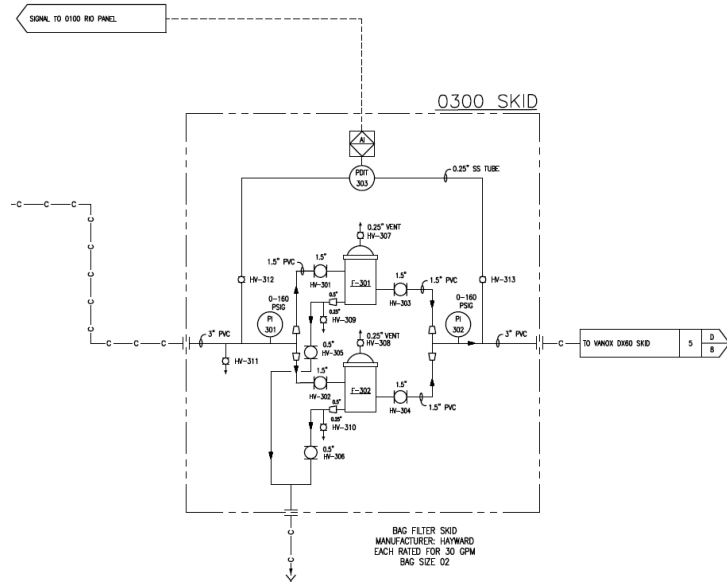 SIGNAL TO 0100 RIO PANEL
0300 SKID
AI
PDIT
303
0.25" SS TUBE
0.25" VENT
HV-307
1.5" PVC
1.5"
HV-301
F-301
1.5"
HV-303
1.5" PVC
HV-312
HV-313
0-160
PSIG
PI
301
0.5"
0.25"
HV-309
0.25" VENT
HV-308
0-160
PSIG
PI
302
3" PVC
HV-311
0.5"
HV-305
3" PVC
C
TO VANOX DX60 SKID
5
D
8
1.5"
HV-302
F-302
1.5"
HV-304
1.5" PVC
0.5"
0.25"
HV-310
0.5"
HV-306
C
C
C
C
C
C
C
C
C
C
C
C
C
BAG FILTER SKID
MANUFACTURER: HAYWARD
EACH RATED FOR 30 GPM
BAG SIZE 02